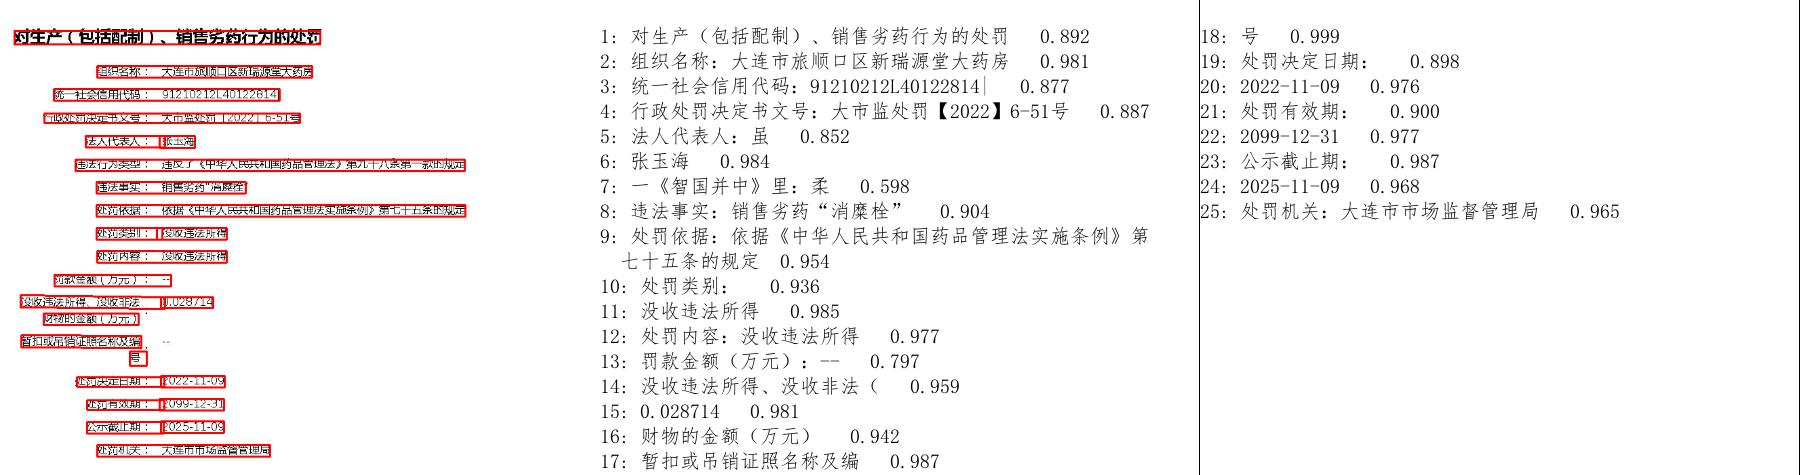 对生产（包括配制）、销售劣药行为的处罚
组织名称： 大连市旅顺口区新瑞源堂大药房
统一社会信用代码： 91210212L40122814
行政处罚决定书文号： 大市监处罚【2022】6-51号
法人代表人： 张玉海
违法行为类型： 违反了《中华人民共和国药品管理法》第九十八条第一款的规定
违法事实： 销售劣药“消糜栓”
处罚依据： 依据《中华人民共和国药品管理法实施条例》第七十五条的规定
处罚类别： 没收违法所得
处罚内容： 没收违法所得
罚款金额（万元）： --
没收违法所得、没收非法 0.028714
财物的金额（万元）：
暂扣或吊销证照名称及编 --
号：
处罚决定日期： 2022-11-09
处罚有效期： 2099-12-31
公示截止期： 2025-11-09
处罚机关： 大连市市场监督管理局
1: 对生产（包括配制）、销售劣药行为的处罚 0.892
2: 组织名称：大连市旅顺口区新瑞源堂大药房 0.981
3: 统一社会信用代码：91210212L40122814| 0.877
4: 行政处罚决定书文号：大市监处罚【2022】6-51号 0.887
5: 法人代表人：虽 0.852
6: 张玉海 0.984
7: 一《智国并中》里：柔 0.598
8: 违法事实：销售劣药“消糜栓” 0.904
9: 处罚依据：依据《中华人民共和国药品管理法实施条例》第
七十五条的规定 0.954
10: 处罚类别： 0.936
11: 没收违法所得 0.985
12: 处罚内容：没收违法所得 0.977
13: 罚款金额（万元）：-- 0.797
14: 没收违法所得、没收非法（ 0.959
15: 0.028714 0.981
16: 财物的金额（万元） 0.942
17: 暂扣或吊销证照名称及编 0.987
18: 号 0.999
19: 处罚决定日期： 0.898
20: 2022-11-09 0.976
21: 处罚有效期： 0.900
22: 2099-12-31 0.977
23: 公示截止期： 0.987
24: 2025-11-09 0.968
25: 处罚机关：大连市市场监督管理局 0.965